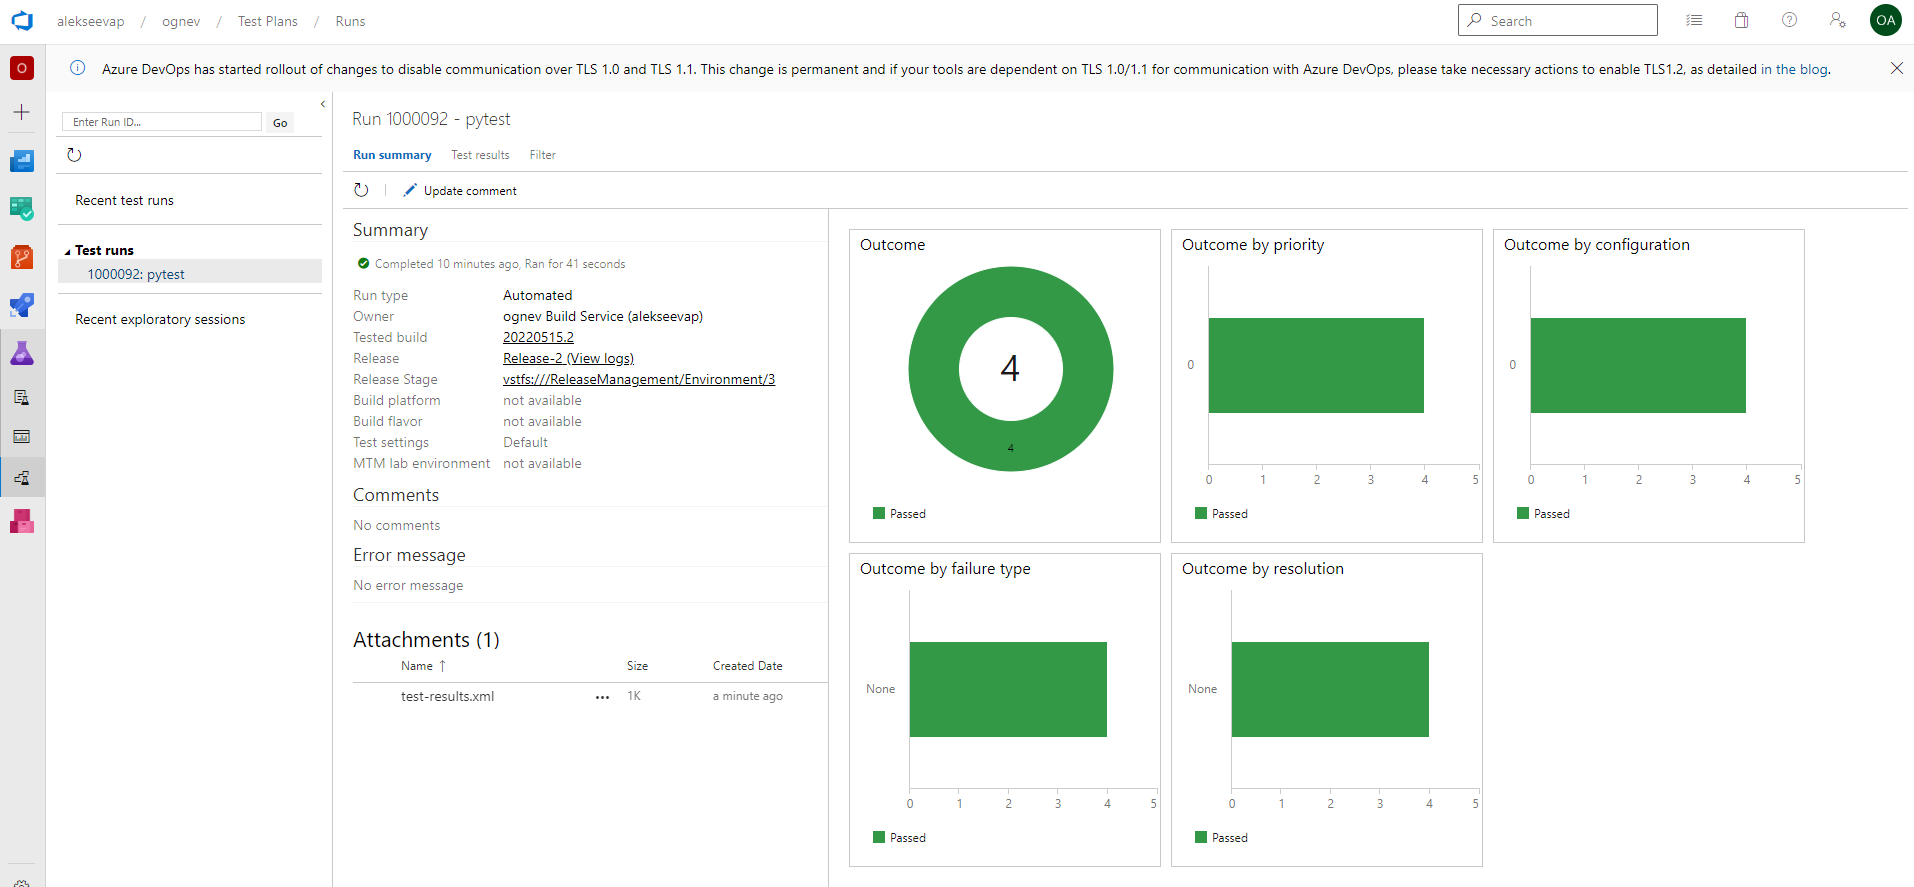 alekseevap / ognev / Test Plans / Runs
Search
OA
O
Azure DevOps has started rollout of changes to disable communication over TLS 1.0 and TLS 1.1. This change is permanent and if your tools are dependent on TLS 1.0/1.1 for communication with Azure DevOps, please take necessary actions to enable TLS1.2, as detailed in the blog.
Enter Run ID...
Go
Recent test runs
Test runs
1000092: pytest
Recent exploratory sessions
Run 1000092 - pytest
Run summary Test results Filter
Update comment
Summary
Completed 10 minutes ago, Ran for 41 seconds
Run type Automated
Owner ognev Build Service (alekseevap)
Tested build 20220515.2
Release Release-2 (View logs)
Release Stage vstfs:///ReleaseManagement/Environment/3
Build platform not available
Build flavor not available
Test settings Default
MTM lab environment not available
Comments
No comments
Error message
No error message
Attachments (1)
Name ↑ Size Created Date
test-results.xml ••• 1K a minute ago
Outcome
4
4
Passed
Outcome by priority
0
0 1 2 3 4 5
Passed
Outcome by configuration
0
0 1 2 3 4 5
Passed
Outcome by failure type
None
0 1 2 3 4 5
Passed
Outcome by resolution
None
0 1 2 3 4 5
Passed